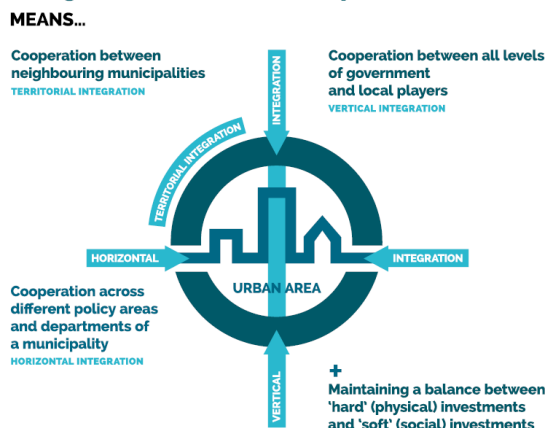 MEANS...
Cooperation between
neighbouring municipalities
TERRITORIAL INTEGRATION
Cooperation between all levels
of government
and local players
VERTICAL INTEGRATION
INTEGRATION
TERRITORIAL INTEGRATION
HORIZONTAL
INTEGRATION
URBAN AREA
Cooperation across
different policy areas
and departments of
a municipality
HORIZONTAL INTEGRATION
VERTICAL
+
Maintaining a balance between
‘hard’ (physical) investments
and ‘soft’ (social) investments